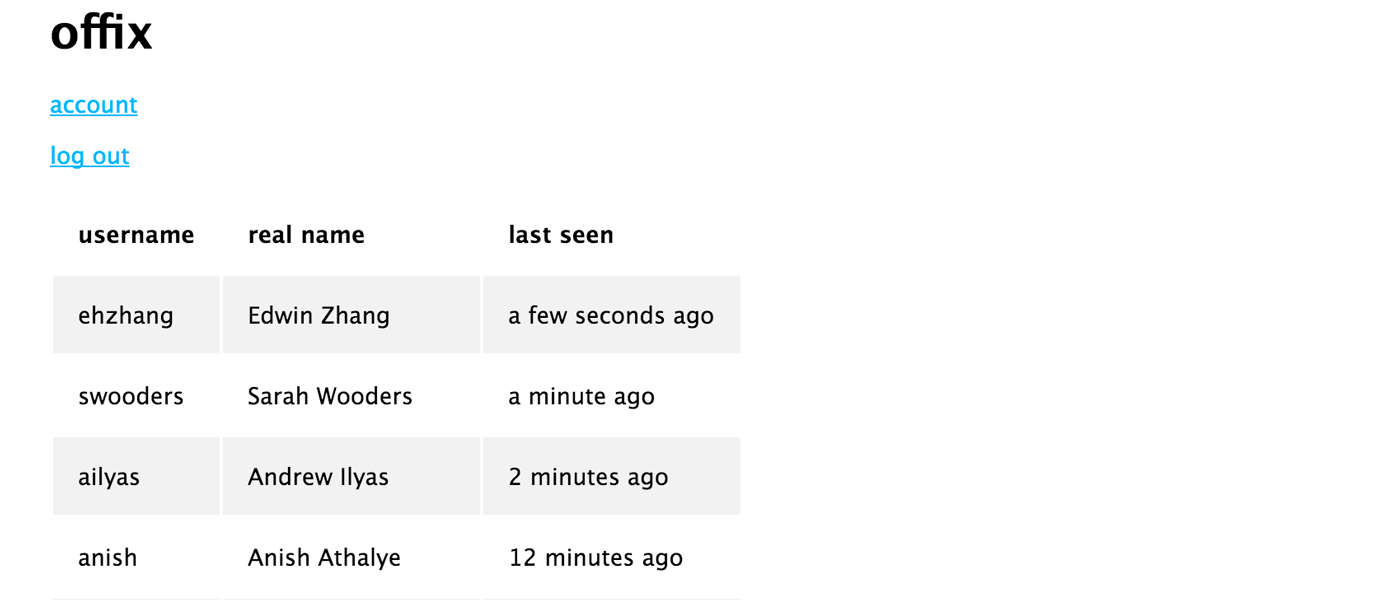 offix
account
log out
username real name last seen
ehzhang Edwin Zhang a few seconds ago
swooders Sarah Wooders a minute ago
ailyas Andrew Ilyas 2 minutes ago
anish Anish Athalye 12 minutes ago